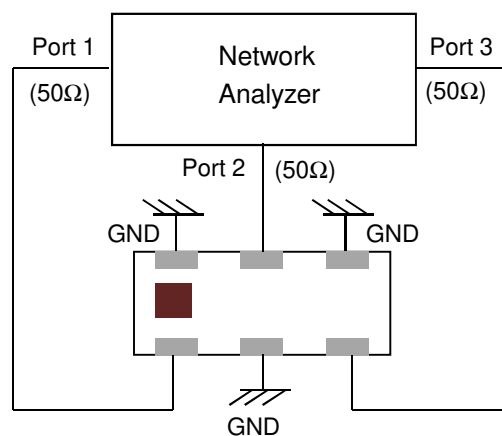 Port 1
Network
Analyzer
Port 3
(50Ω)
(50Ω)
Port 2
(50Ω)
GND
GND
GND